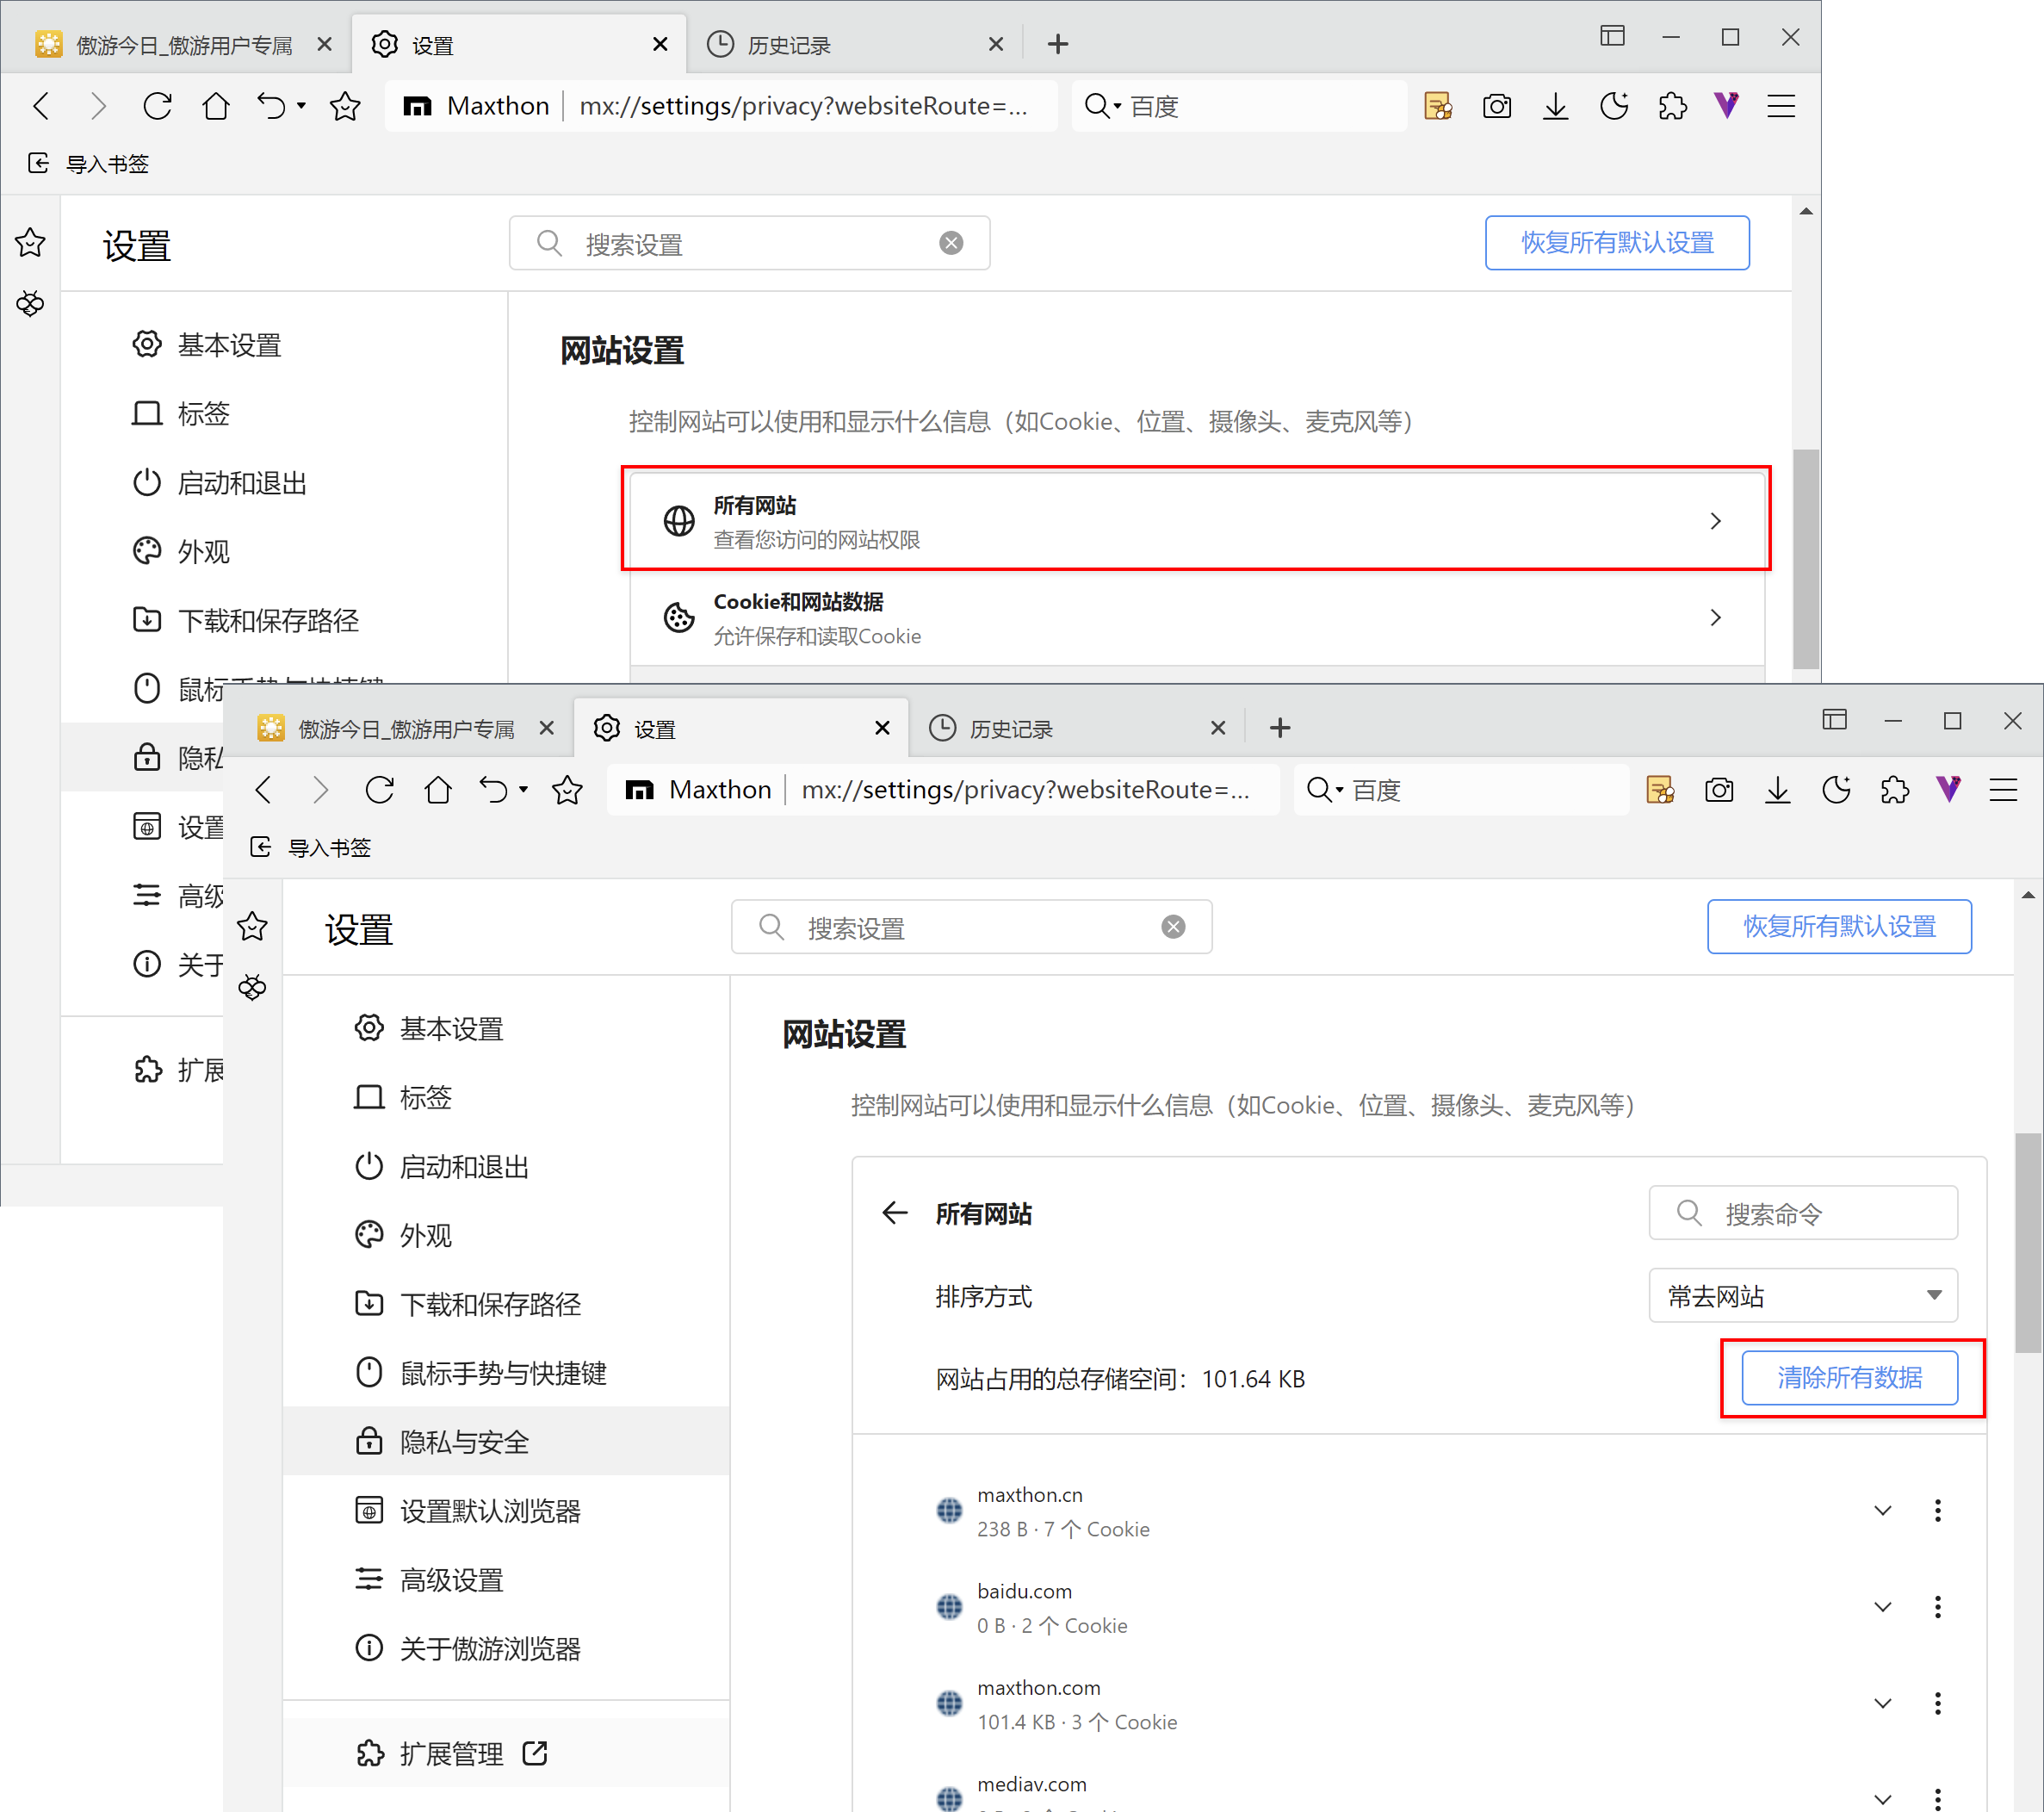 傲游今日_傲游用户专属
设置
历史记录
Maxthon
mx://settings/privacy?websiteRoute=...
百度
导入书签
设置
搜索设置
恢复所有默认设置
基本设置
标签
启动和退出
外观
下载和保存路径
鼠标手势与快捷键
隐私
设置
高级
关于
扩展
网站设置
控制网站可以使用和显示什么信息（如Cookie、位置、摄像头、麦克风等）
所有网站
查看您访问的网站权限
Cookie和网站数据
允许保存和读取Cookie
傲游今日_傲游用户专属
设置
历史记录
Maxthon
mx://settings/privacy?websiteRoute=...
百度
导入书签
设置
搜索设置
恢复所有默认设置
基本设置
标签
启动和退出
外观
下载和保存路径
鼠标手势与快捷键
隐私与安全
设置默认浏览器
高级设置
关于傲游浏览器
扩展管理
网站设置
控制网站可以使用和显示什么信息（如Cookie、位置、摄像头、麦克风等）
所有网站
搜索命令
排序方式
常去网站
网站占用的总存储空间：101.64 KB
清除所有数据
maxthon.cn
238 B · 7 个 Cookie
baidu.com
0 B · 2 个 Cookie
maxthon.com
101.4 KB · 3 个 Cookie
mediav.com